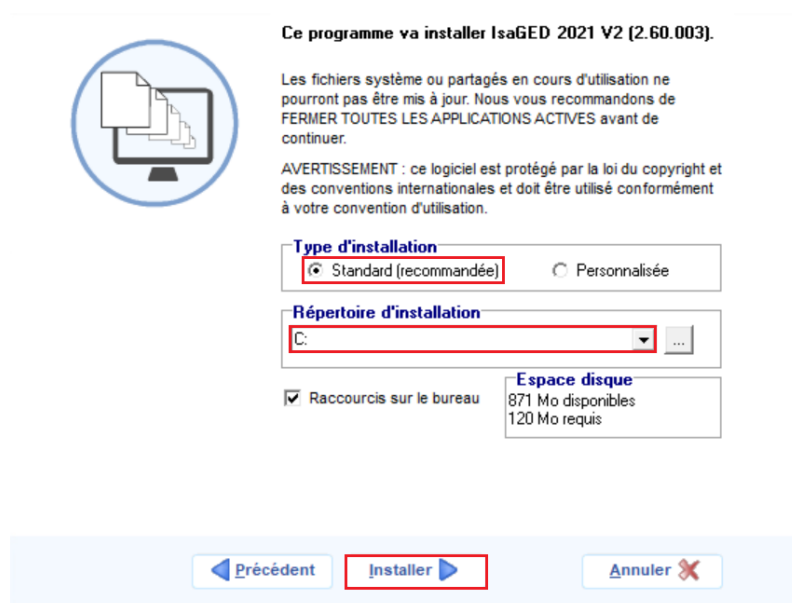 Ce programme va installer IsaGED 2021 V2 (2.60.003).
Les fichiers système ou partagés en cours d'utilisation ne
pourront pas être mis à jour. Nous vous recommandons de
FERMER TOUTES LES APPLICATIONS ACTIVES avant de
continuer.
AVERTISSEMENT : ce logiciel est protégé par la loi du copyright et
des conventions internationales et doit être utilisé conformément
à votre convention d'utilisation.
Type d'installation
Standard (recommandée)
Personnalisée
Répertoire d'installation
C:
...
Raccourcis sur le bureau
Espace disque
871 Mo disponibles
120 Mo requis
Précédent
Installer
Annuler